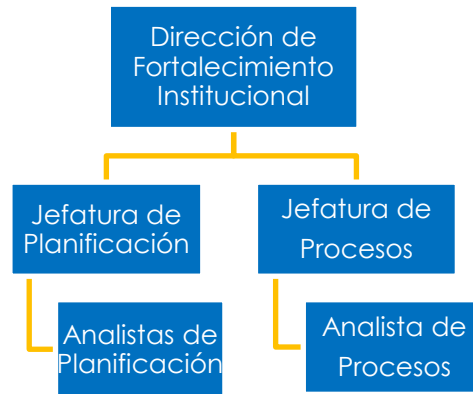 Dirección de
Fortalecimiento
Institucional
Jefatura de
Planificación
Jefatura de
Procesos
Analistas de
Planificación
Analista de
Procesos